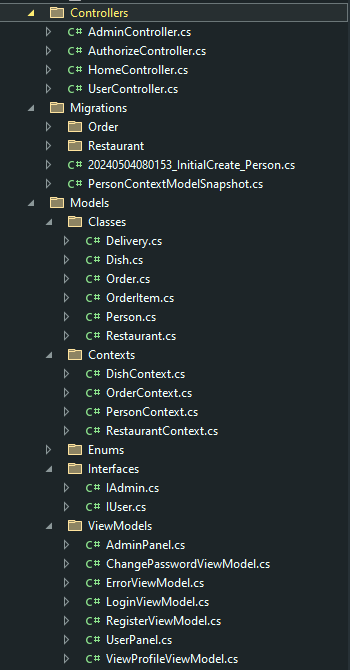 Controllers
C# AdminController.cs
C# AuthorizeController.cs
C# HomeController.cs
C# UserController.cs
Migrations
Order
Restaurant
C# 20240504080153_InitialCreate_Person.cs
C# PersonContextModelSnapshot.cs
Models
Classes
C# Delivery.cs
C# Dish.cs
C# Order.cs
C# OrderItem.cs
C# Person.cs
C# Restaurant.cs
Contexts
C# DishContext.cs
C# OrderContext.cs
C# PersonContext.cs
C# RestaurantContext.cs
Enums
Interfaces
C# IAdmin.cs
C# IUser.cs
ViewModels
C# AdminPanel.cs
C# ChangePasswordViewModel.cs
C# ErrorViewModel.cs
C# LoginViewModel.cs
C# RegisterViewModel.cs
C# UserPanel.cs
C# ViewProfileViewModel.cs